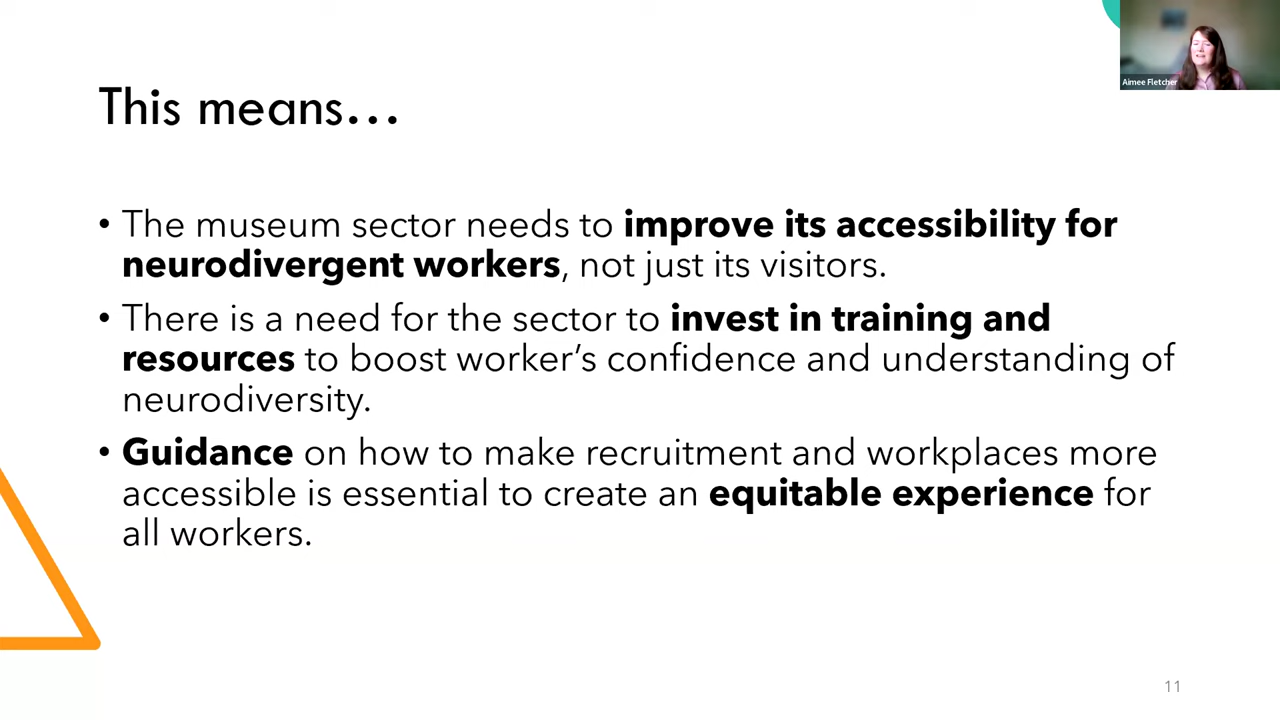 Aimee Fletcher
This means...
• The museum sector needs to improve its accessibility for
neurodivergent workers, not just its visitors.
• There is a need for the sector to invest in training and
resources to boost worker’s confidence and understanding of
neurodiversity.
• Guidance on how to make recruitment and workplaces more
accessible is essential to create an equitable experience for
all workers.
11